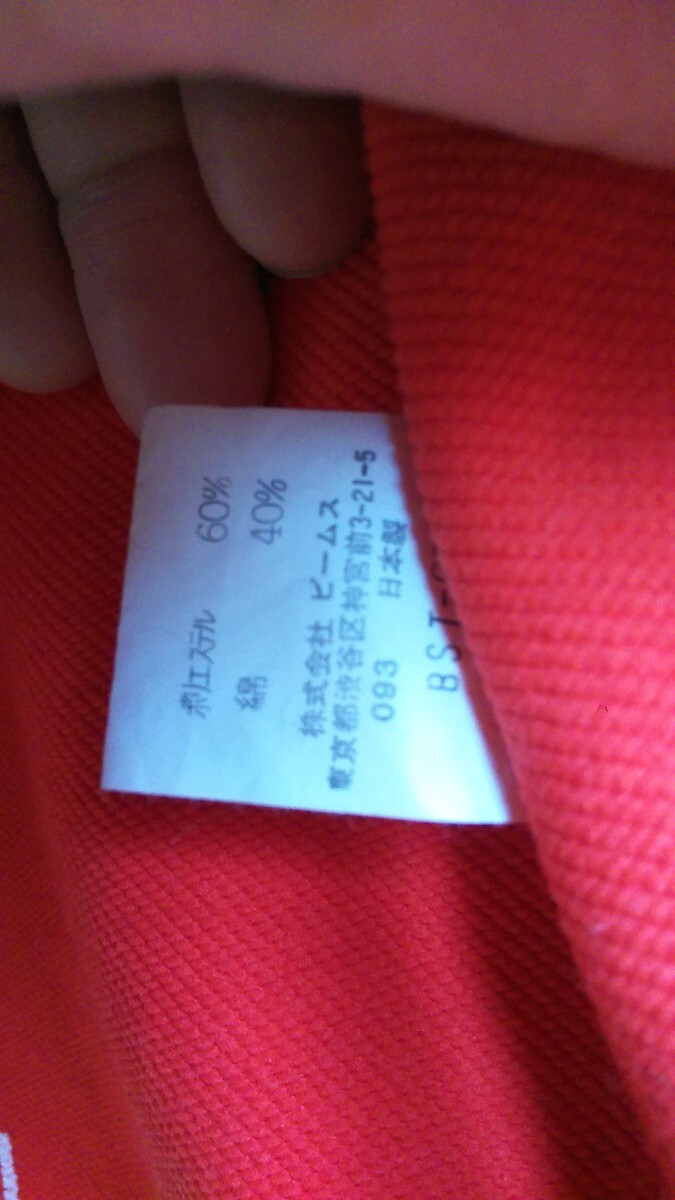 ポリエステル 60%
綿 40%
株式会社 ビームス
東京都渋谷区神宮前3-21-5
093 日本製
BST-